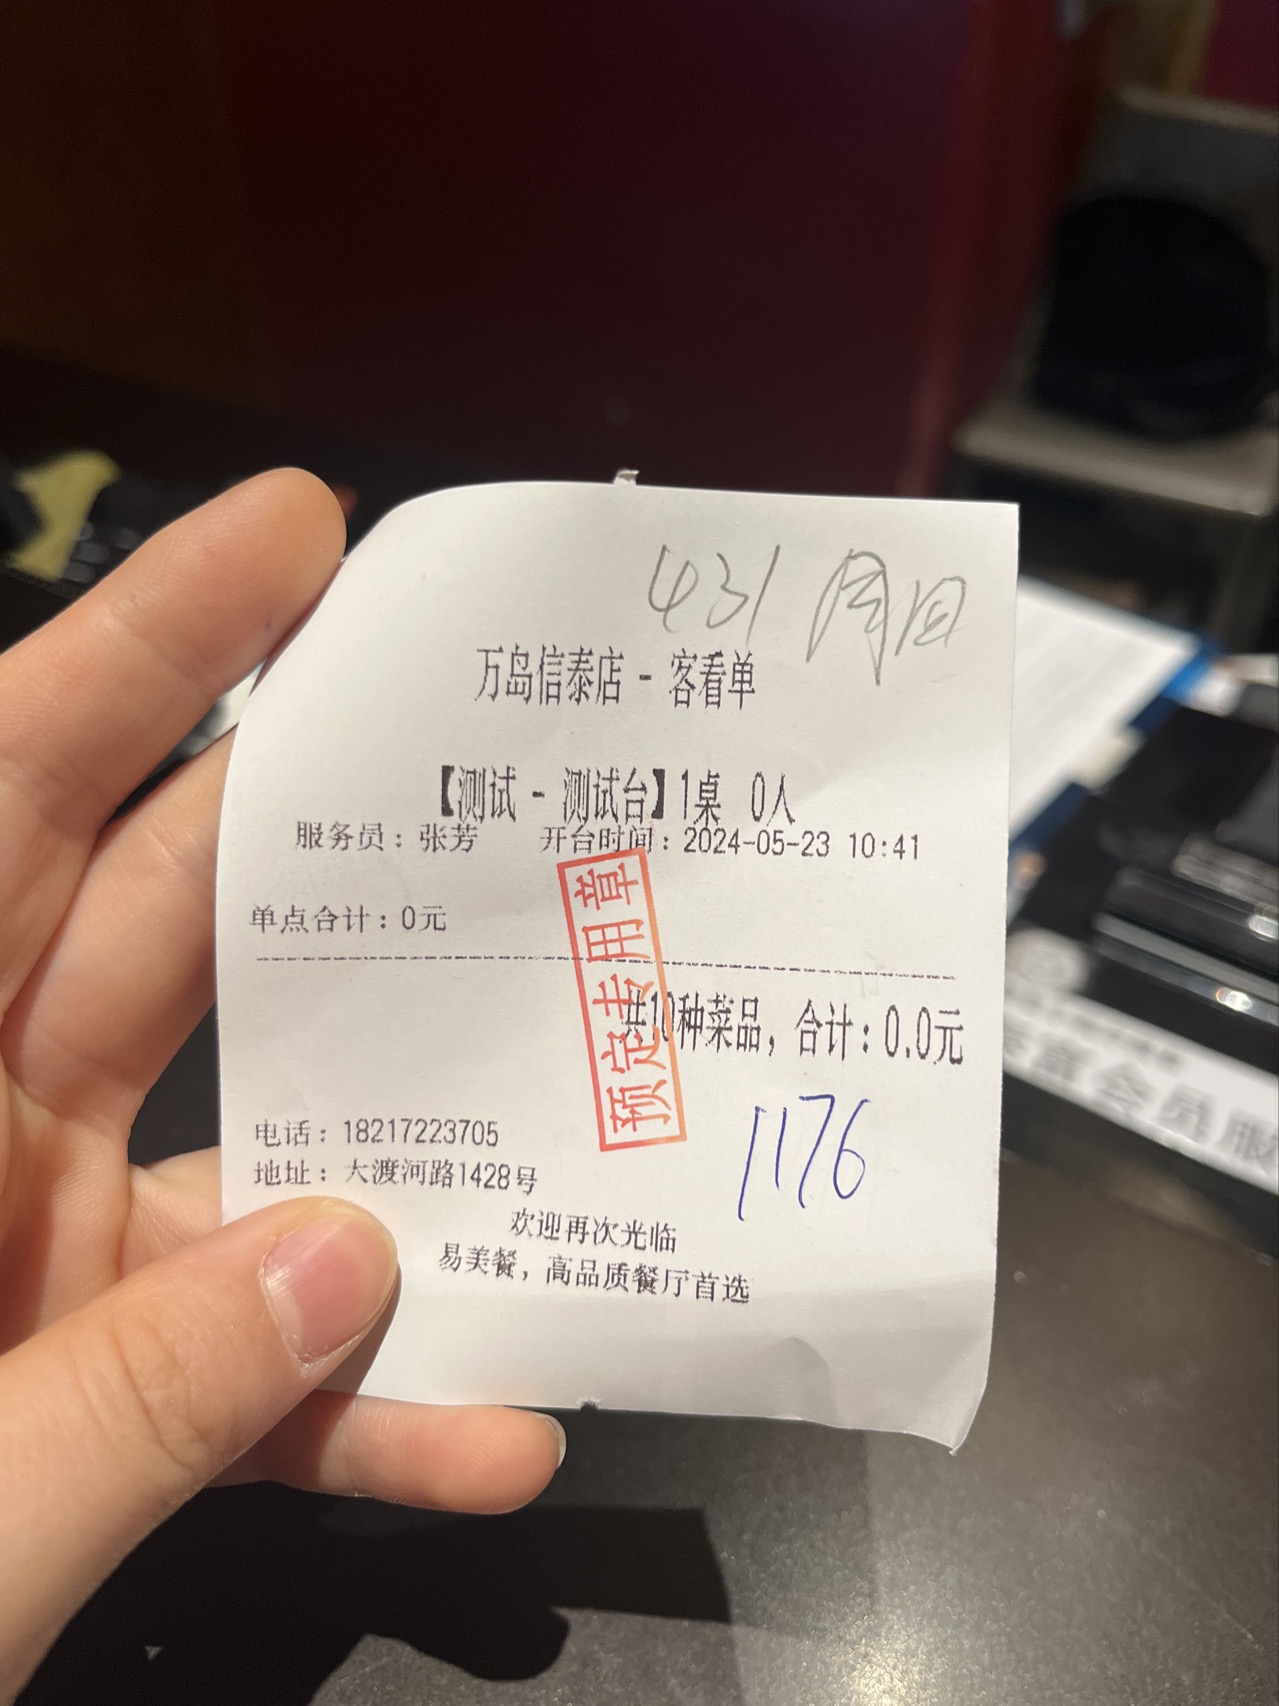 431 
万岛信泰店 - 客看单
【测试 - 测试台】1桌 0人
服务员：张芳 开台时间：2024-05-23 10:41
单点合计：0元
预定专用章
共10种菜品，合计：0.0元
1176
电话：18217223705
地址：大渡河路1428号
欢迎再次光临
易美餐，高品质餐厅首选